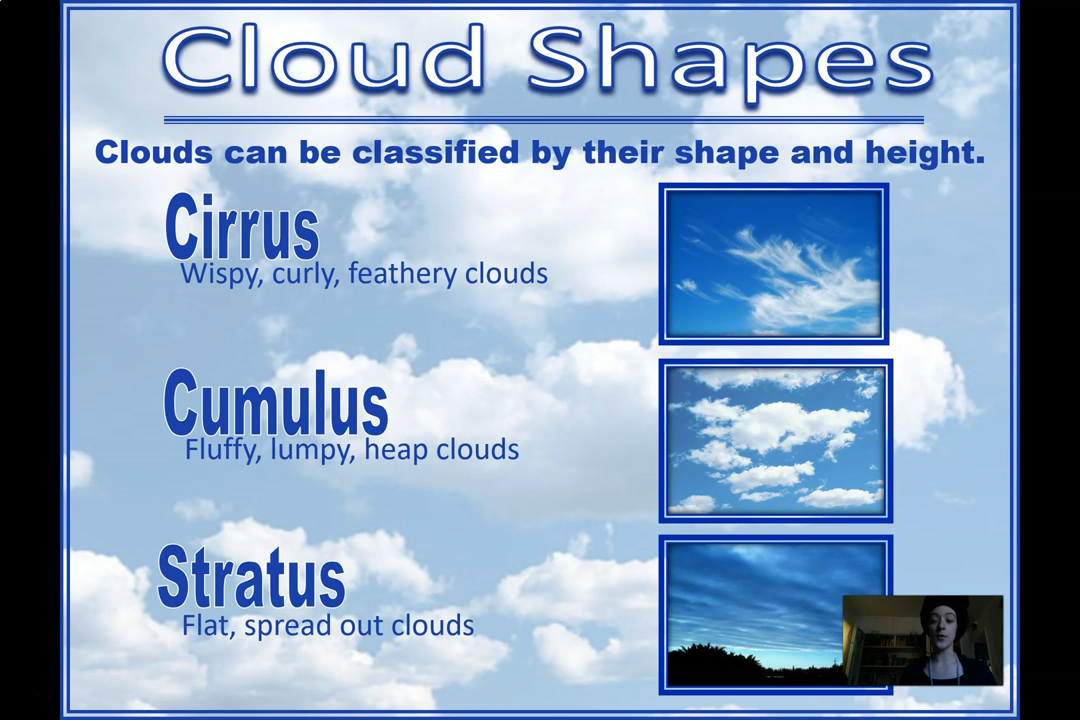 Cloud Shapes
Clouds can be classified by their shape and height.
Cirrus
Wispy, curly, feathery clouds
Cumulus
Fluffy, lumpy, heap clouds
Stratus
Flat, spread out clouds